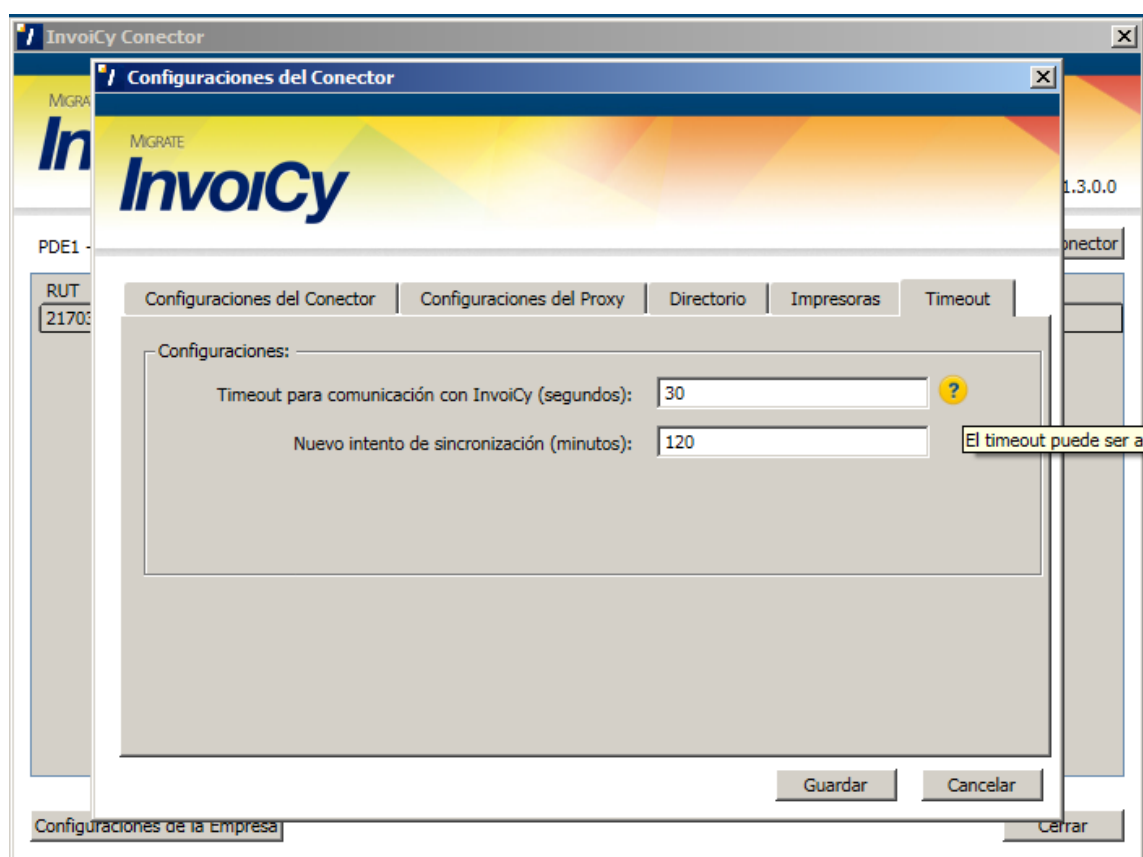 InvoiCy Conector
Configuraciones del Conector
MIGRATE
InvoiCy
1.3.0.0
PDE1 -
RUT
21703
Configuraciones del Conector
Configuraciones del Proxy
Directorio
Impresoras
Timeout
Configuraciones:
Timeout para comunicación con InvoiCy (segundos):
30
?
El timeout puede ser a
Nuevo intento de sincronización (minutos):
120
Guardar
Cancelar
Configuraciones de la Empresa
Cerrar